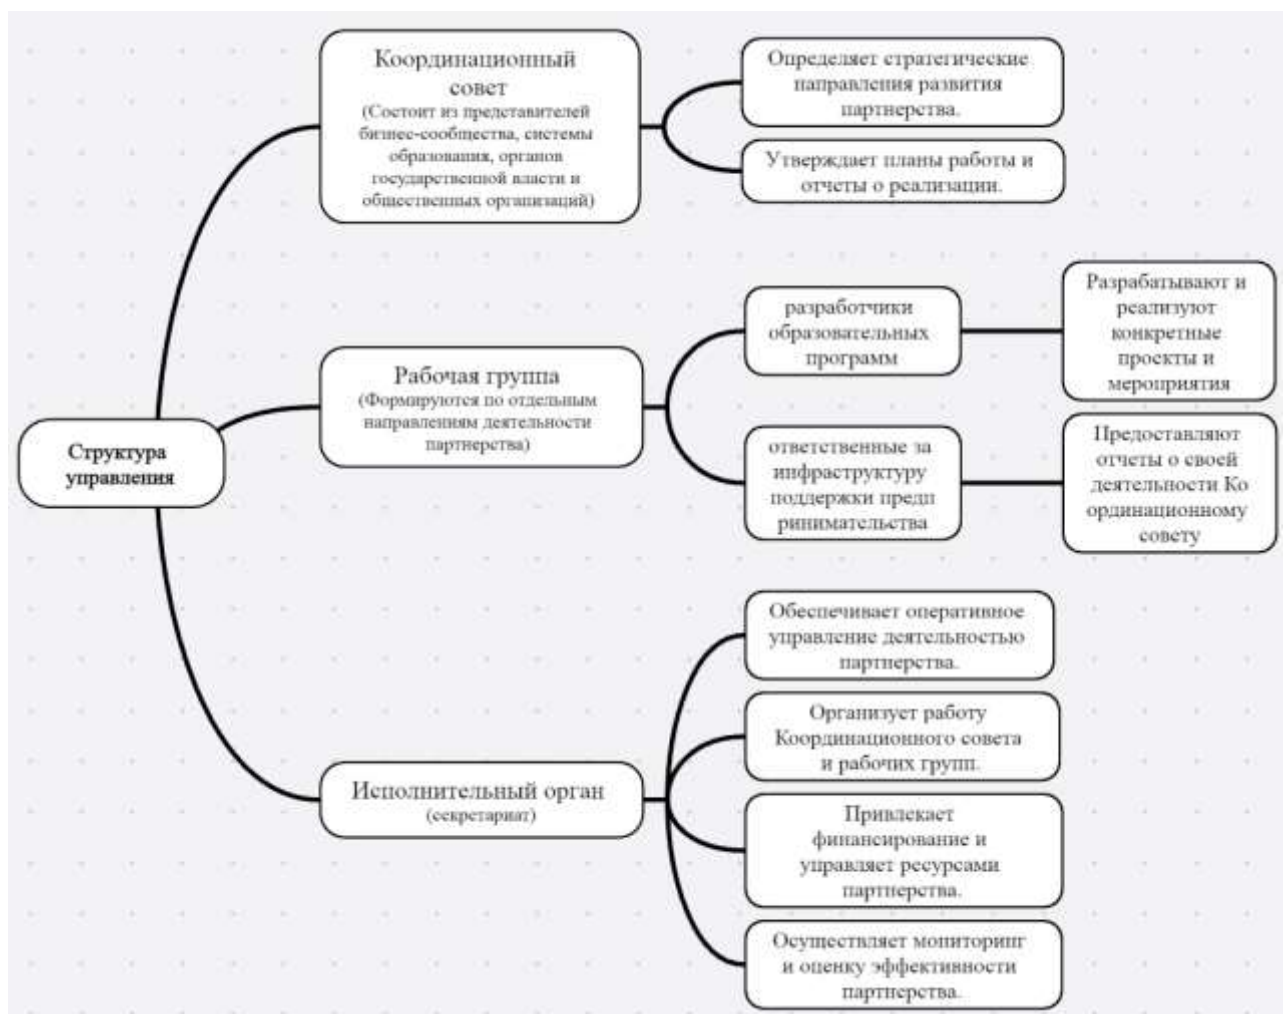 Координационный
совет
(Состоит из представителей
бизнес-сообщества, системы
образования, органов
государственной власти и
общественных организаций)
Определяет стратегические
направления развития
партнерства.
Утверждает планы работы и
отчеты о реализации.
Рабочая группа
(Формируются по отдельным
направлениям деятельности
партнерства)
разработчики
образовательных
программ
Разрабатывают и
реализуют
конкретные
проекты и
мероприятия
ответственные за
инфраструктуру
поддержки предп
ринимательства
Предоставляют
отчеты о своей
деятельности Ко
ординационному
совету
Структура
управления
Исполнительный орган
(секретариат)
Обеспечивает оперативное
управление деятельностью
партнерства.
Организует работу
Координационного совета
и рабочих групп.
Привлекает
финансирование и
управляет ресурсами
партнерства.
Осуществляет мониторинг
и оценку эффективности
партнерства.